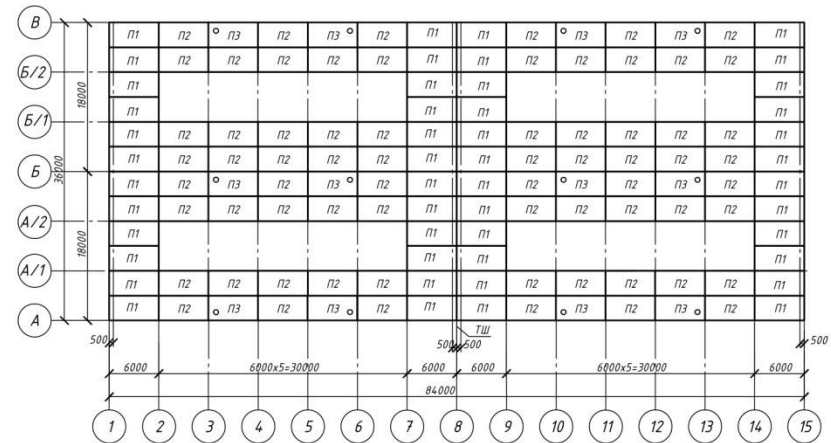 В П1 П2 П3 П2 П3 П2 П1 П1 П2 П3 П2 П3 П2 П1
П1 П2 П2 П2 П2 П2 П1 П1 П2 П2 П2 П2 П2 П1
Б/2 П1 П1 П1 П1
18000
П1 П1 П1 П1
Б/1 П1 П2 П2 П2 П2 П2 П1 П1 П2 П2 П2 П2 П2 П1
П1 П2 П2 П2 П2 П2 П1 П1 П2 П2 П2 П2 П2 П1
Б 36000 П1 П2 П3 П2 П3 П2 П1 П1 П2 П3 П2 П3 П2 П1
П1 П2 П2 П2 П2 П2 П1 П1 П2 П2 П2 П2 П2 П1
А/2 П1 П1 П1 П1
18000
П1 П1 П1 П1
А/1 П1 П2 П2 П2 П2 П2 П1 П1 П2 П2 П2 П2 П2 П1
А П1 П2 П3 П2 П3 П2 П1 П1 П2 П3 П2 П3 П2 П1
ТШ
500 500 500 500
6000 6000x5=30000 6000 6000 6000x5=30000 6000
84000
1 2 3 4 5 6 7 8 9 10 11 12 13 14 15